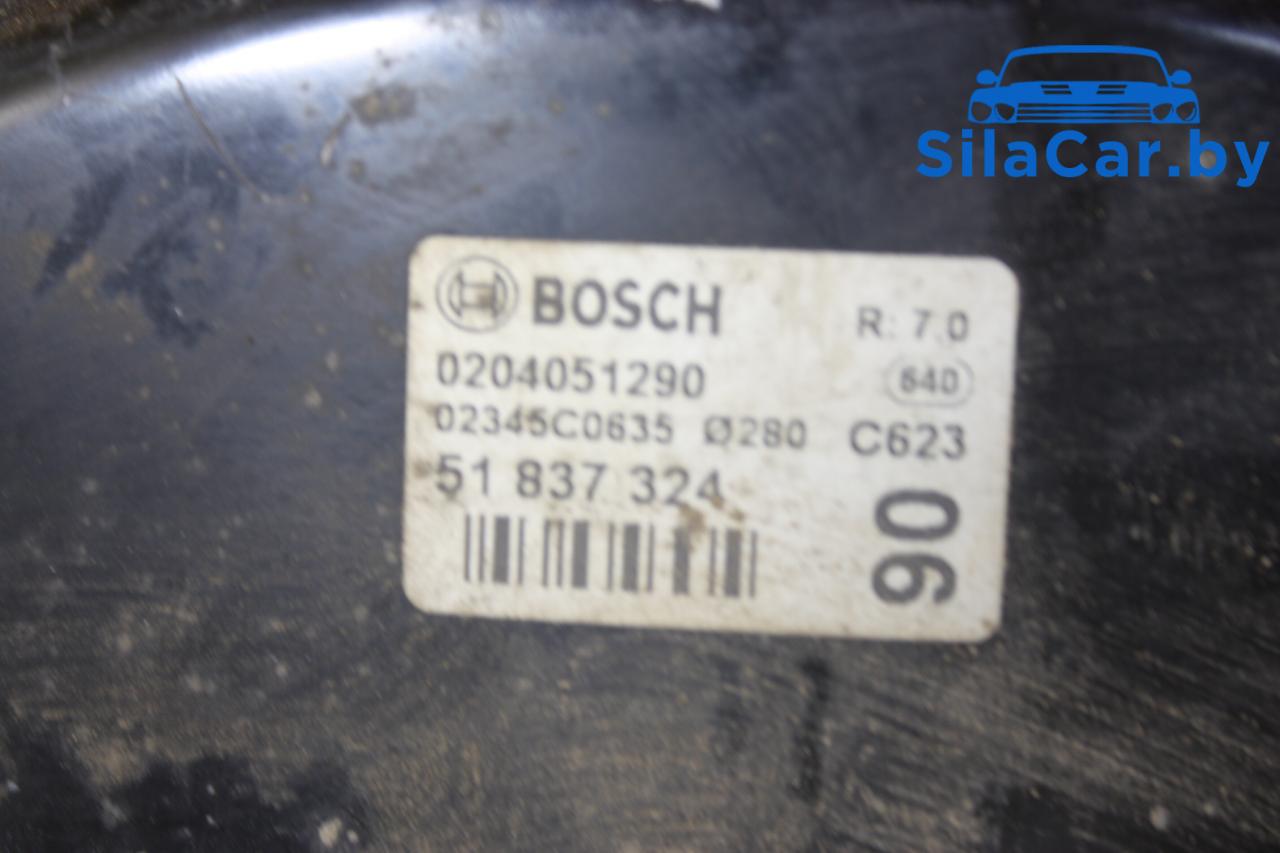 SilaCar.by
BOSCH R: 7.0
0204051290 640
02345C0635 Ø280 C623
51 837 324
90